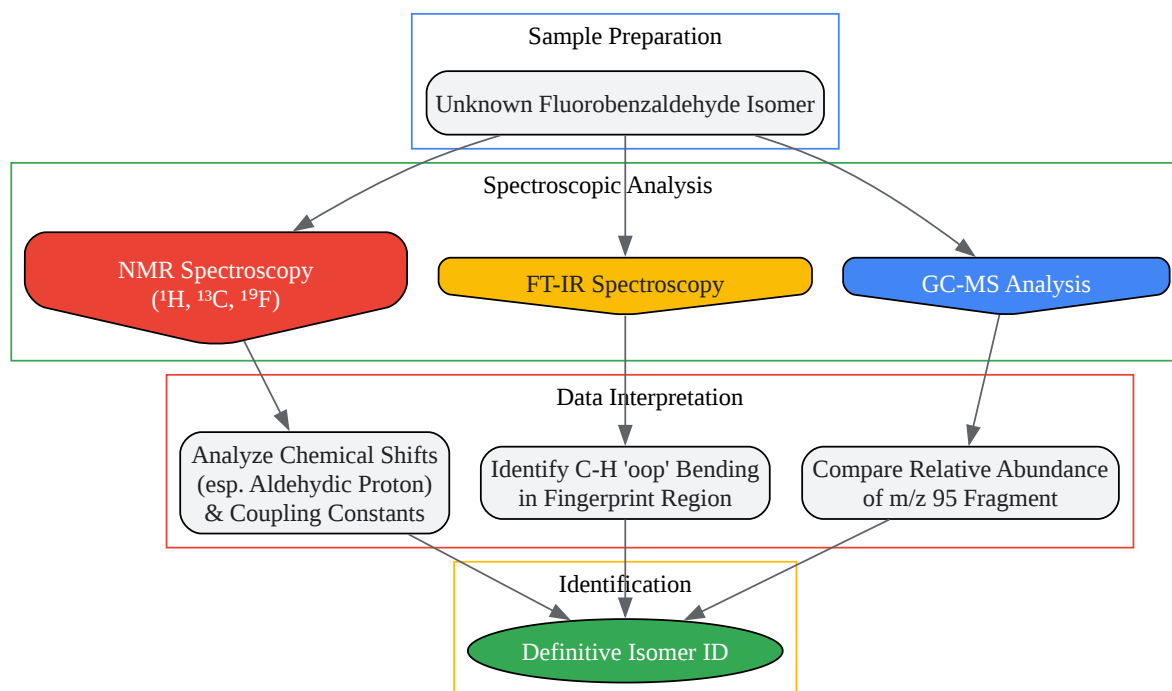 Sample Preparation
Unknown Fluorobenzaldehyde Isomer
Spectroscopic Analysis
NMR Spectroscopy
(¹H, ¹³C, ¹⁹F)
FT-IR Spectroscopy
GC-MS Analysis
Data Interpretation
Analyze Chemical Shifts
(esp. Aldehydic Proton)
& Coupling Constants
Identify C-H 'oop' Bending
in Fingerprint Region
Compare Relative Abundance
of m/z 95 Fragment
Identification
Definitive Isomer ID